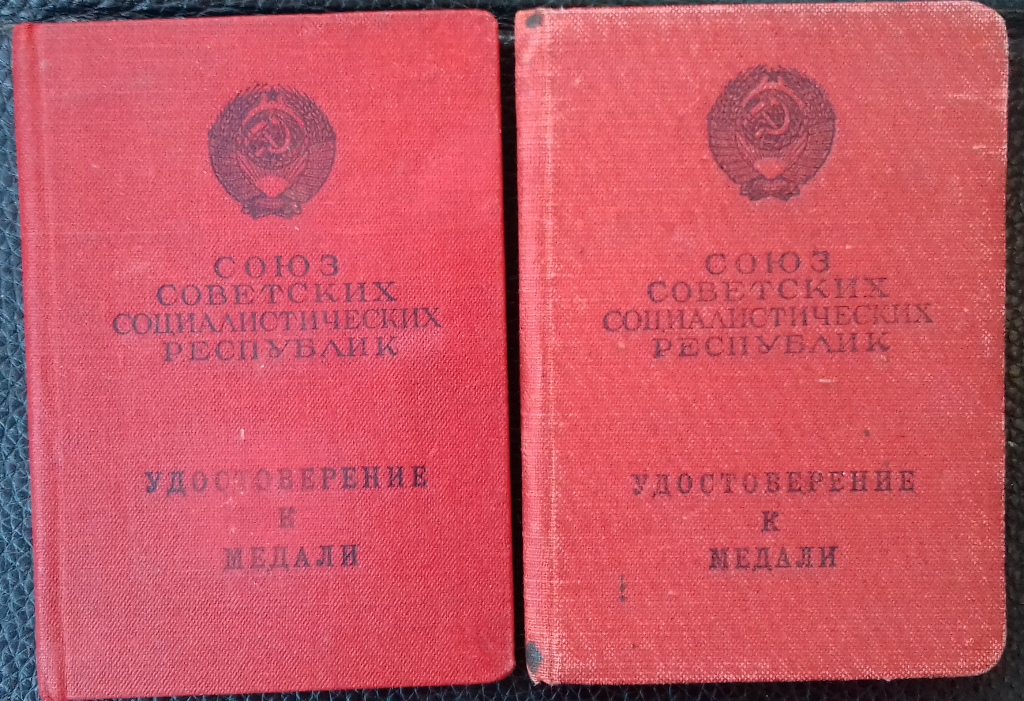 СОЮЗ
СОВЕТСКИХ
СОЦИАЛИСТИЧЕСКИХ
РЕСПУБЛИК
УДОСТОВЕРЕНИЕ
К
МЕДАЛИ
СОЮЗ
СОВЕТСКИХ
СОЦИАЛИСТИЧЕСКИХ
РЕСПУБЛИК
УДОСТОВЕРЕНИЕ
К
МЕДАЛИ